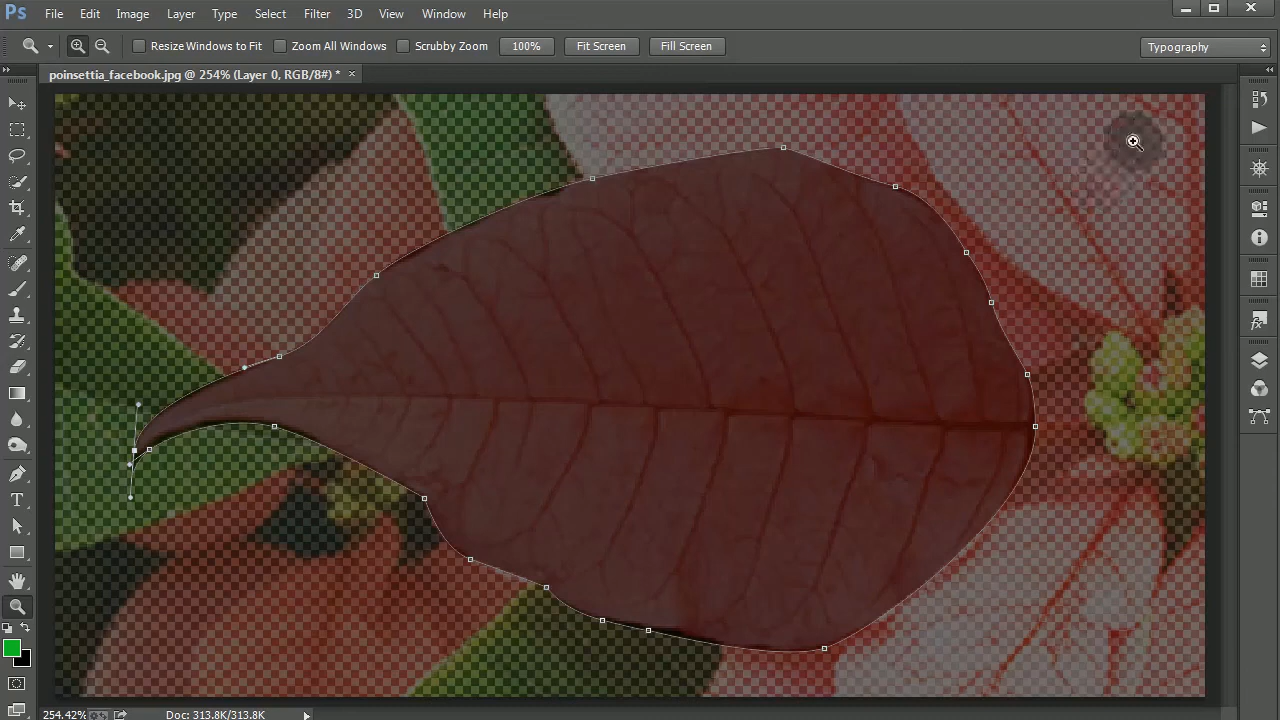 Ps File Edit Image Layer Type Select Filter 3D View Window Help
Resize Windows to Fit Zoom All Windows Scrubby Zoom 100% Fit Screen Fill Screen Typography
poinsettia_facebook.jpg @ 254% (Layer 0, RGB/8#) * ×
T
fx
254.42% Doc: 313.8K/313.8K